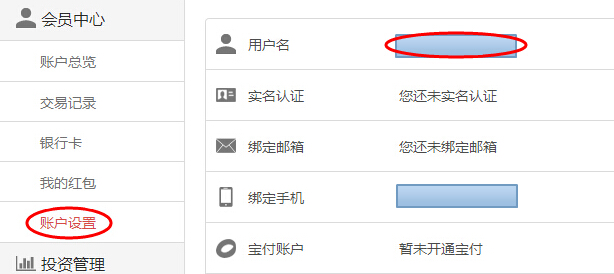 会员中心
账户总览
交易记录
银行卡
我的红包
账户设置
投资管理
用户名
实名认证 您还未实名认证
绑定邮箱 您还未绑定邮箱
绑定手机
宝付账户 暂未开通宝付